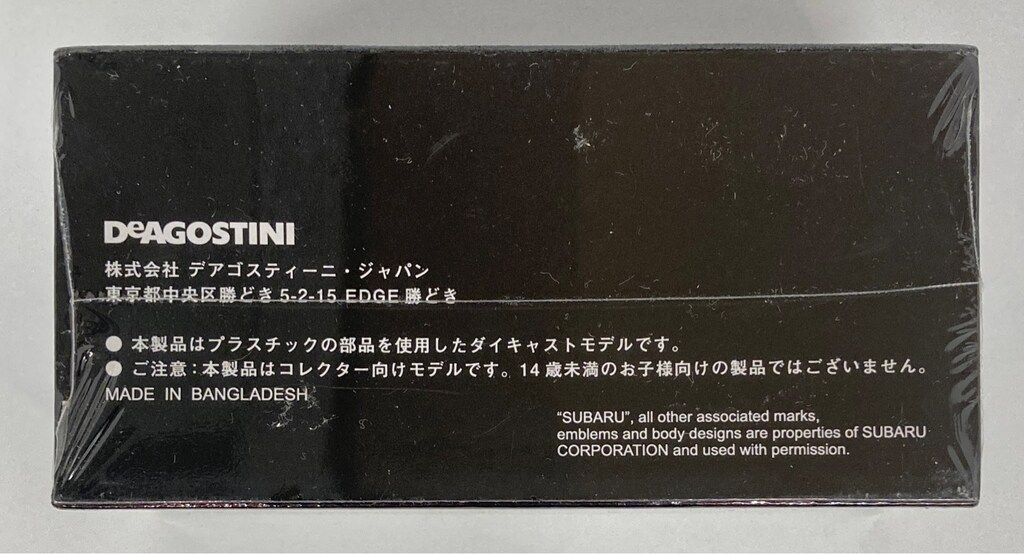 DeAGOSTINI
株式会社 デアゴスティーニ・ジャパン
東京都中央区勝どき 5-2-15 EDGE 勝どき
● 本製品はプラスチックの部品を使用したダイキャストモデルです。
● ご注意：本製品はコレクター向けモデルです。14歳未満のお子様向けの製品ではございません。
MADE IN BANGLADESH
“SUBARU”, all other associated marks,
emblems and body designs are properties of SUBARU
CORPORATION and used with permission.